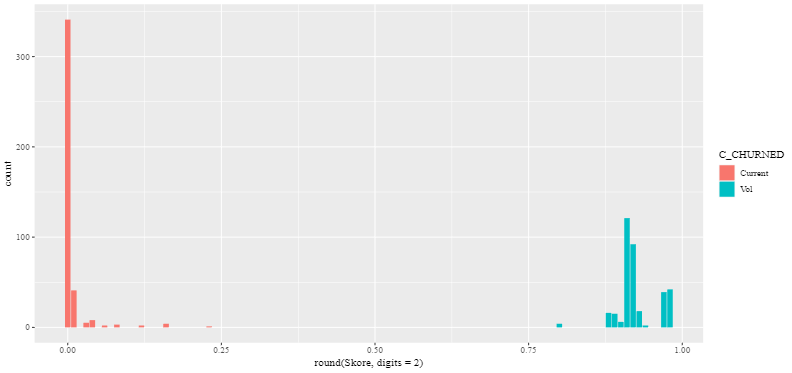 300
200
100
0
count
0.00
0.25
0.50
0.75
1.00
round(Skore, digits = 2)
C_CHURNED
Current
Vol